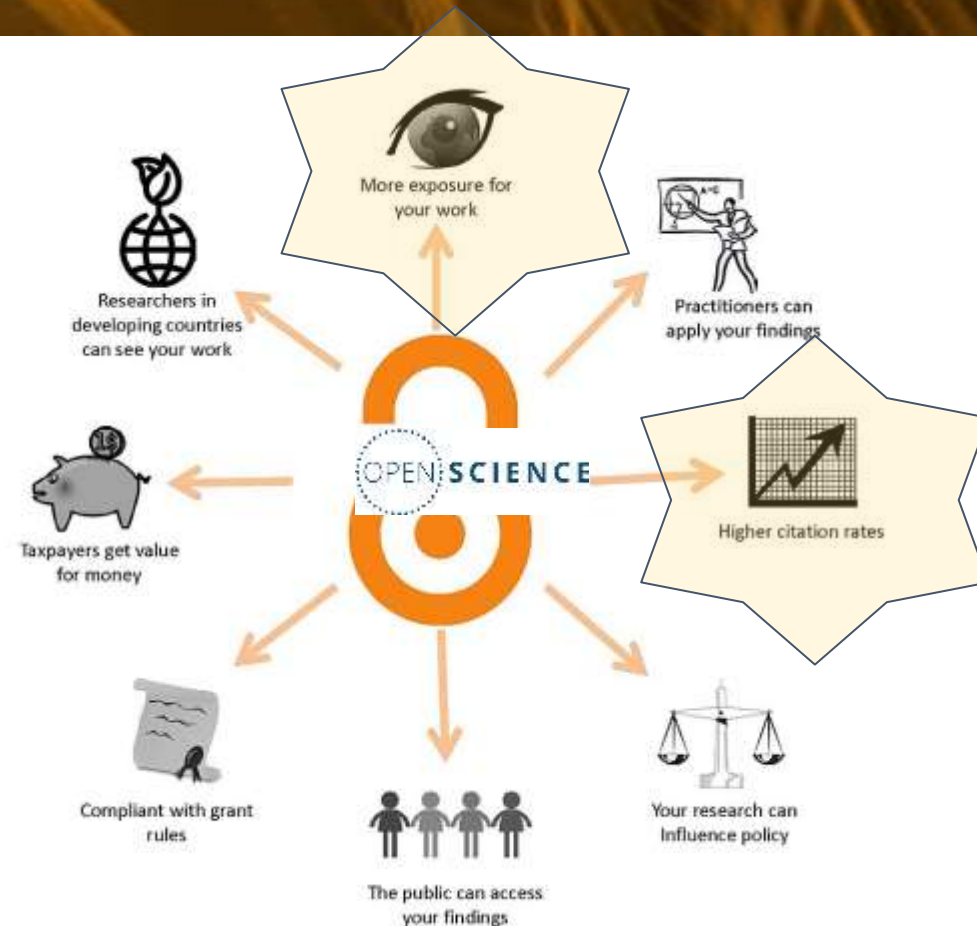 More exposure for
your work
Researchers in
developing countries
can see your work
Practitioners can
apply your findings
OPEN SCIENCE
Higher citation rates
Taxpayers get value
for money
Compliant with grant
rules
The public can access
your findings
Your research can
Influence policy